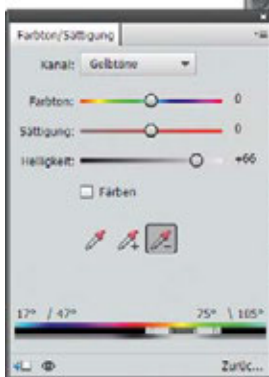 Farbton/Sättigung
Kanal: Gelbtöne
Farbton: 0
Sättigung: 0
Helligkeit: +66
Färben
17° / 47° 75° \ 105°
Zurüc...